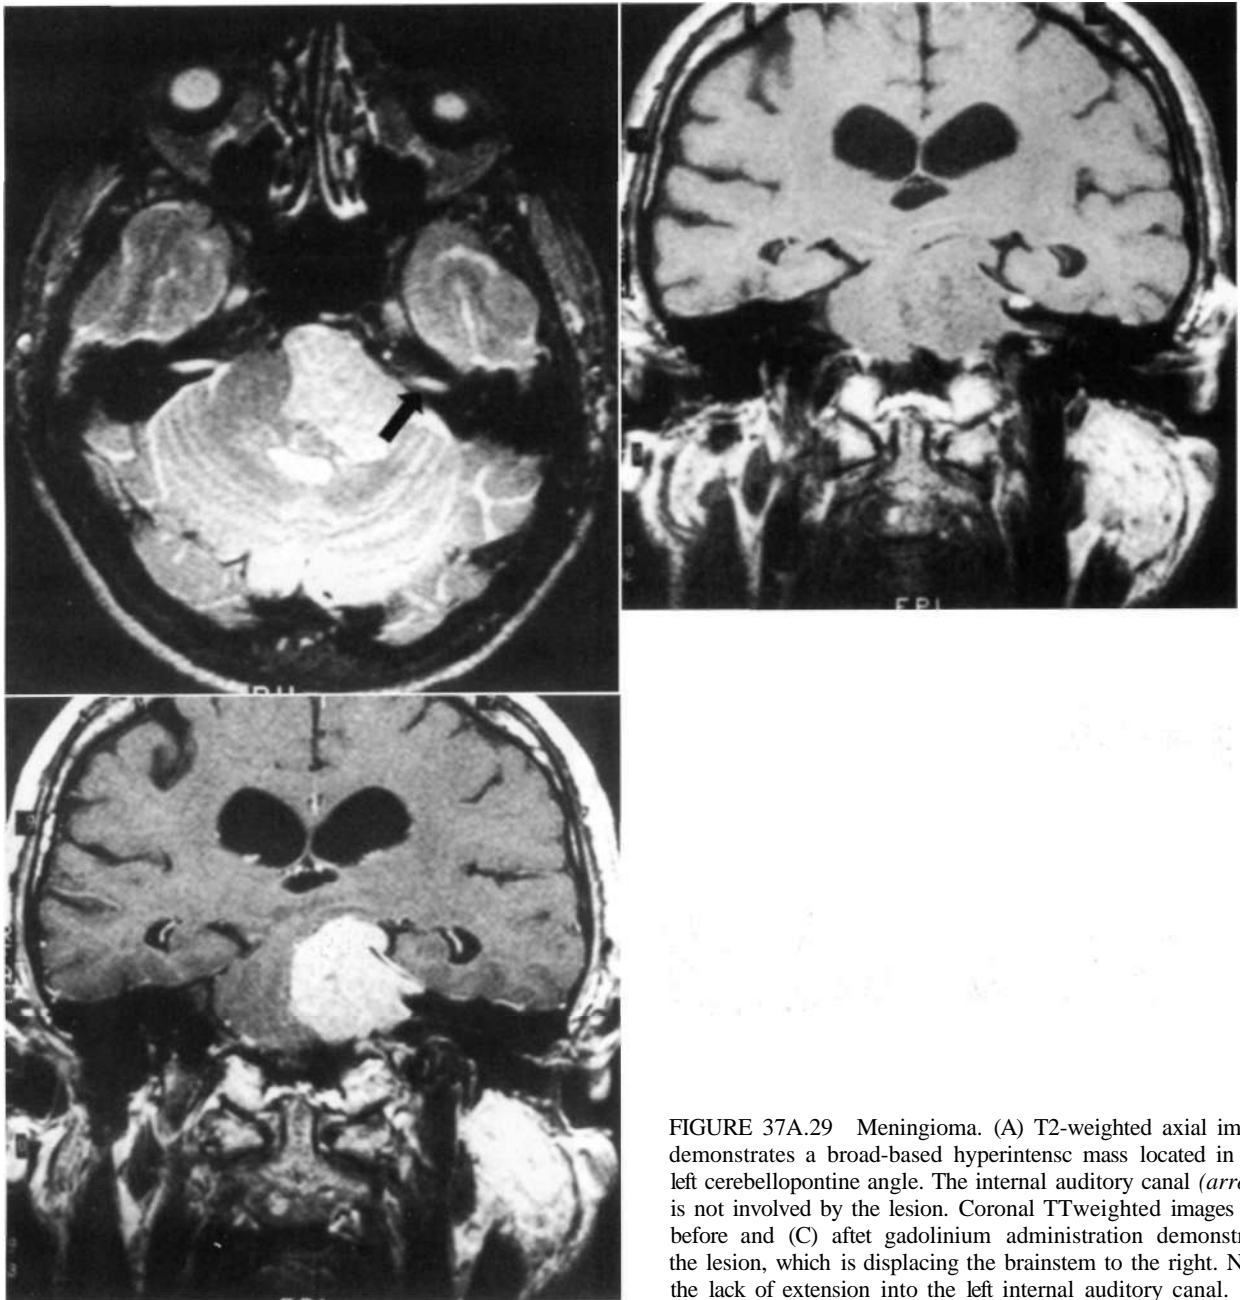 FIGURE 37A.29 Meningioma. (A) T2-weighted axial im
demonstrates a broad-based hyperintensc mass located in
left cerebellopontine angle. The internal auditory canal (arre
is not involved by the lesion. Coronal TTweighted images
before and (C) aftet gadolinium administration demonstr
the lesion, which is displacing the brainstem to the right. N
the lack of extension into the left internal auditory canal.